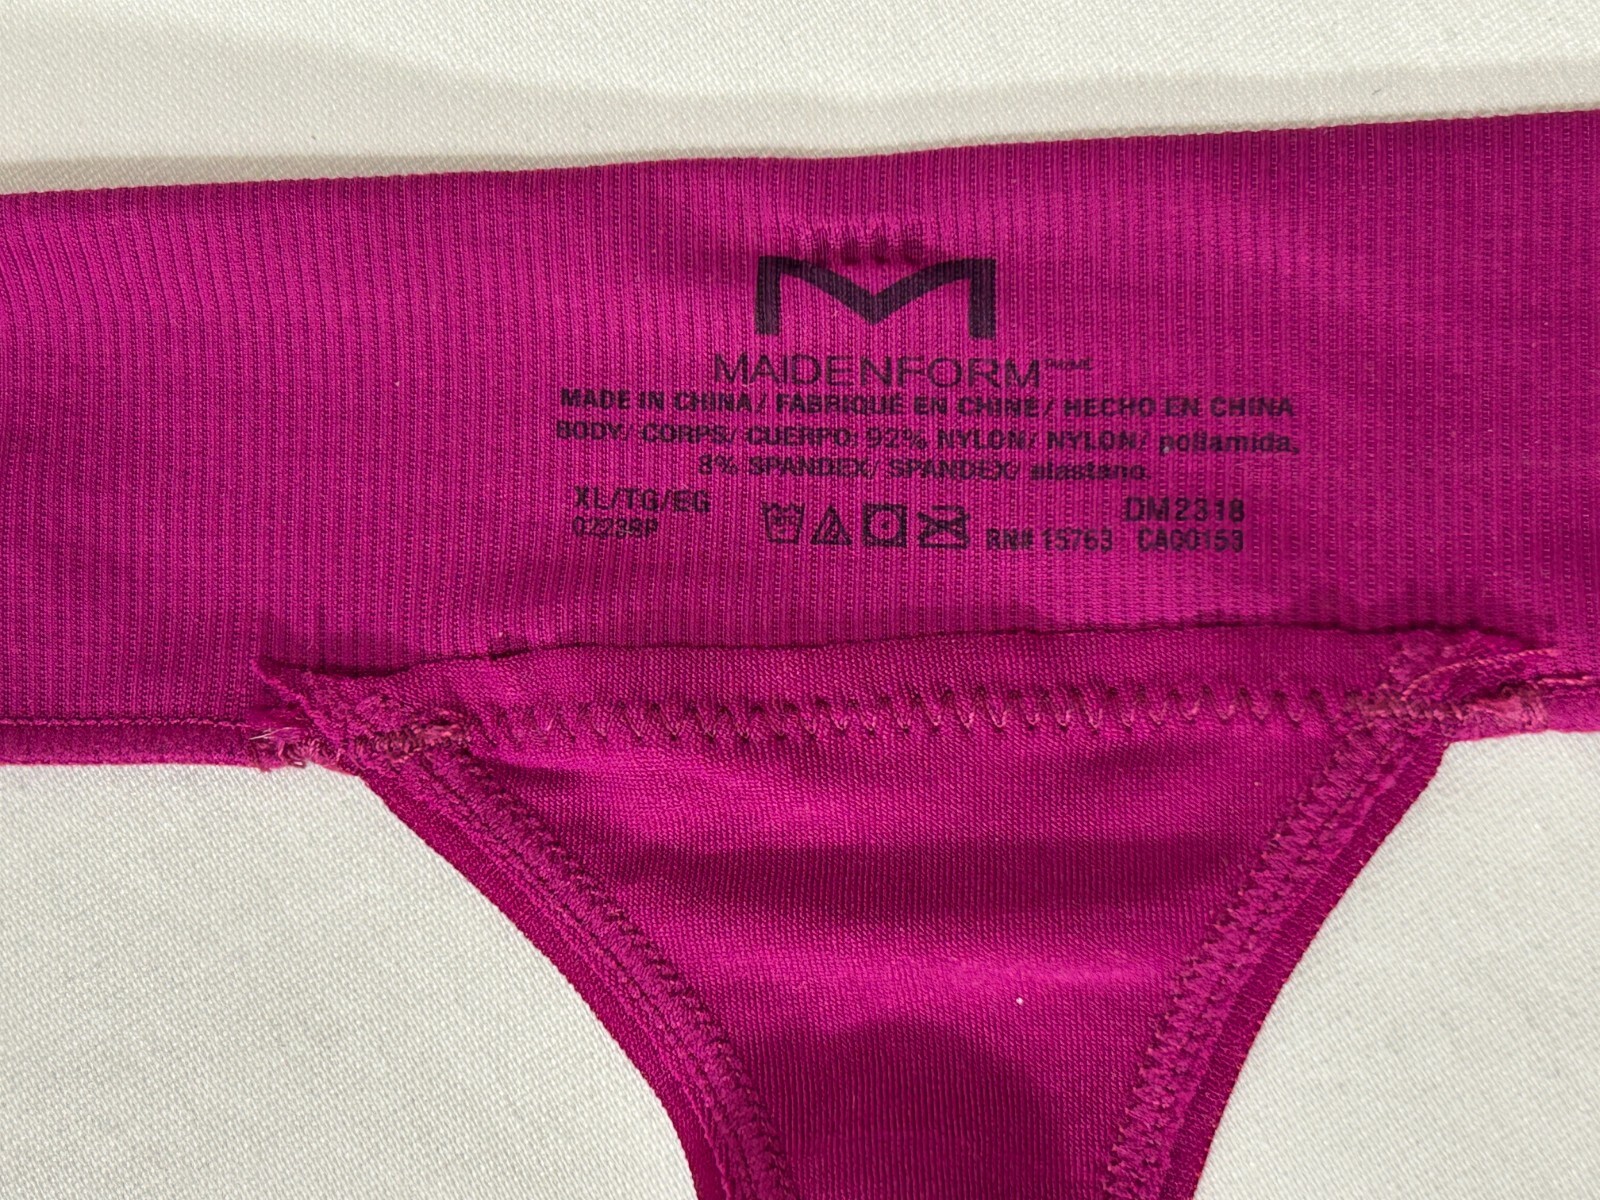 MAIDENFORM
MADE IN CHINA/ FABRIQUÉ EN CHINE/ HECHO EN CHINA
BODY/ CORPS/ CUERPO: 92% NYLON/ NYLON/ poliamida,
8% SPANDEX/ SPANDEX/ elastano.
XL/TG/EG DM2318
RN# 15763 CA00153